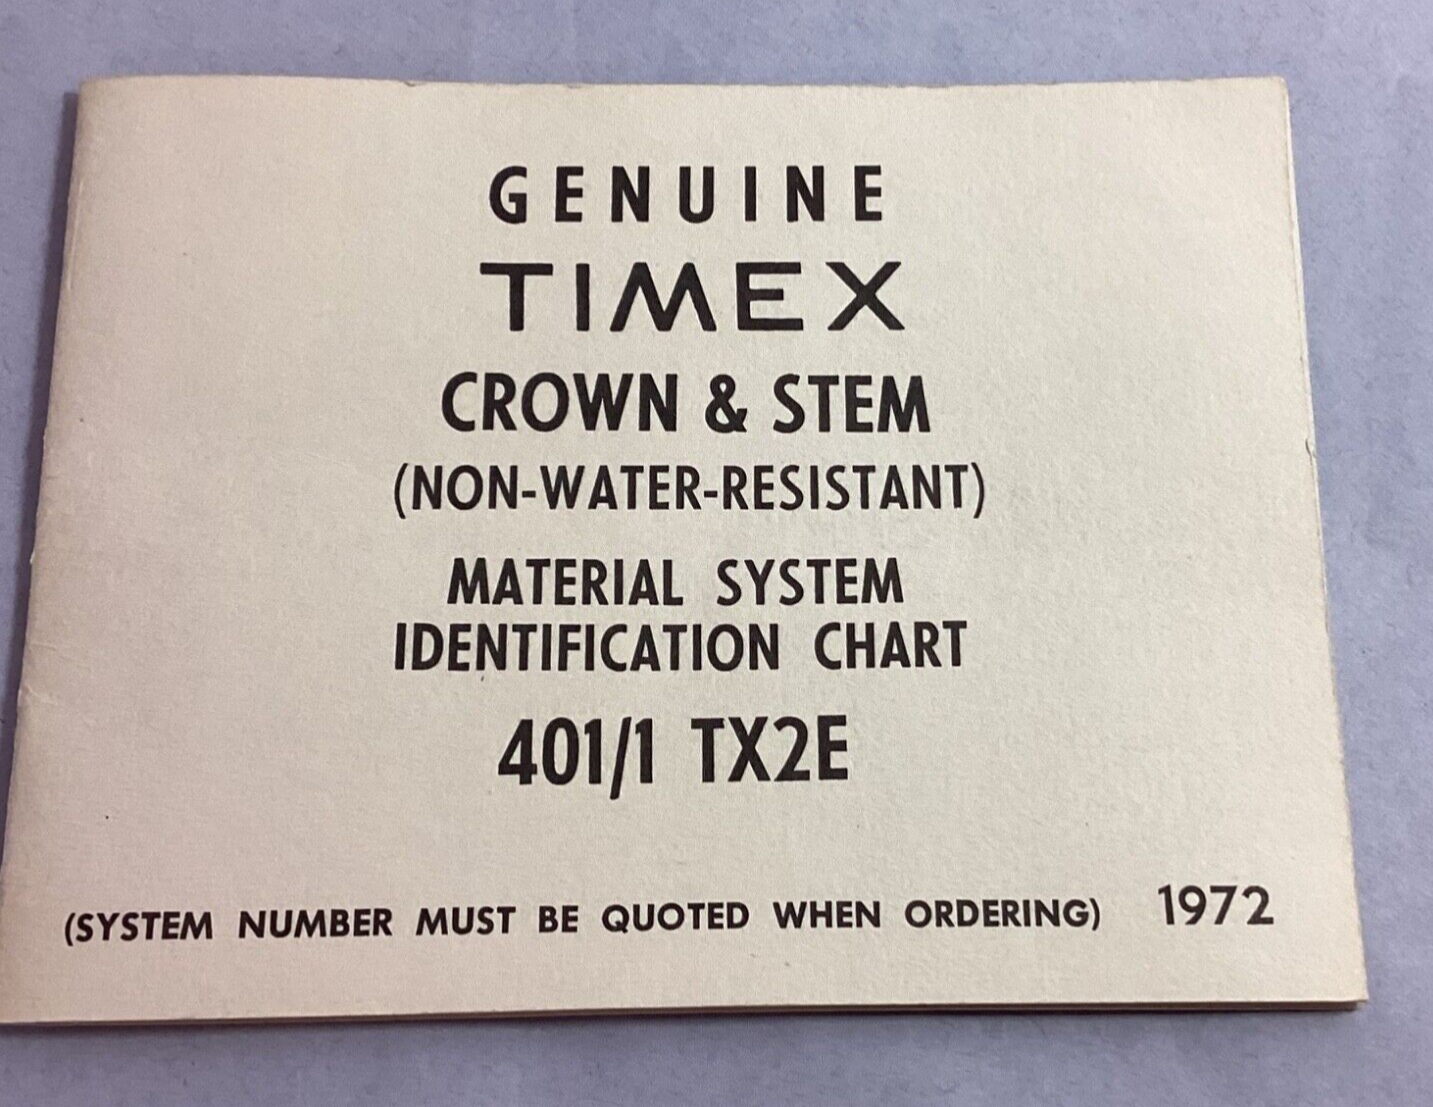 GENUINE
TIMEX
CROWN & STEM
(NON-WATER-RESISTANT)
MATERIAL SYSTEM
IDENTIFICATION CHART
401/1 TX2E
(SYSTEM NUMBER MUST BE QUOTED WHEN ORDERING) 1972